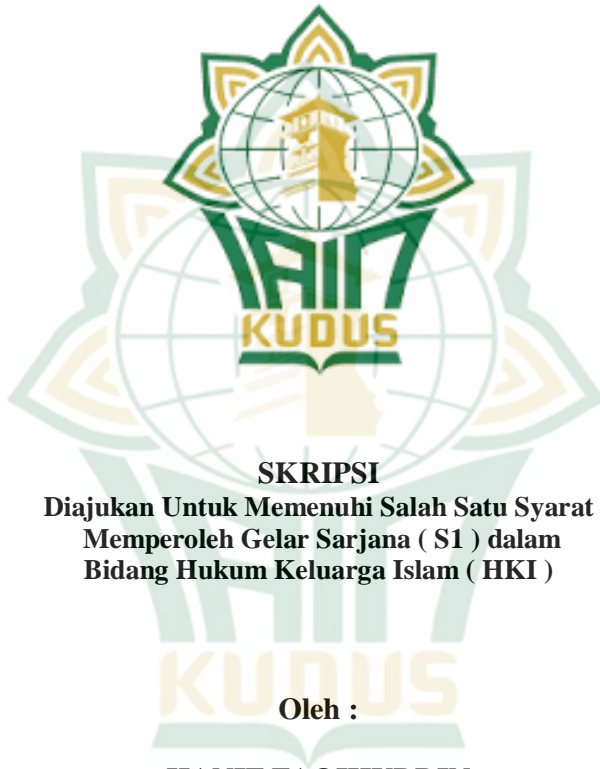 IAIN
KUDUS
SKRIPSI
Diajukan Untuk Memenuhi Salah Satu Syarat
Memperoleh Gelar Sarjana ( S1 ) dalam
Bidang Hukum Keluarga Islam ( HKI )
KUDUS
Oleh :